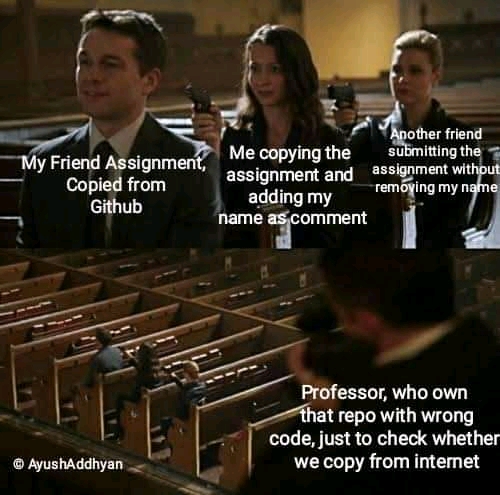 My Friend Assignment,
Copied from
Github
Me copying the
assignment and
adding my
name as comment
Another friend
submitting the
assignment without
removing my name
Professor, who own
that repo with wrong
code, just to check whether
we copy from internet
© AyushAddhyan